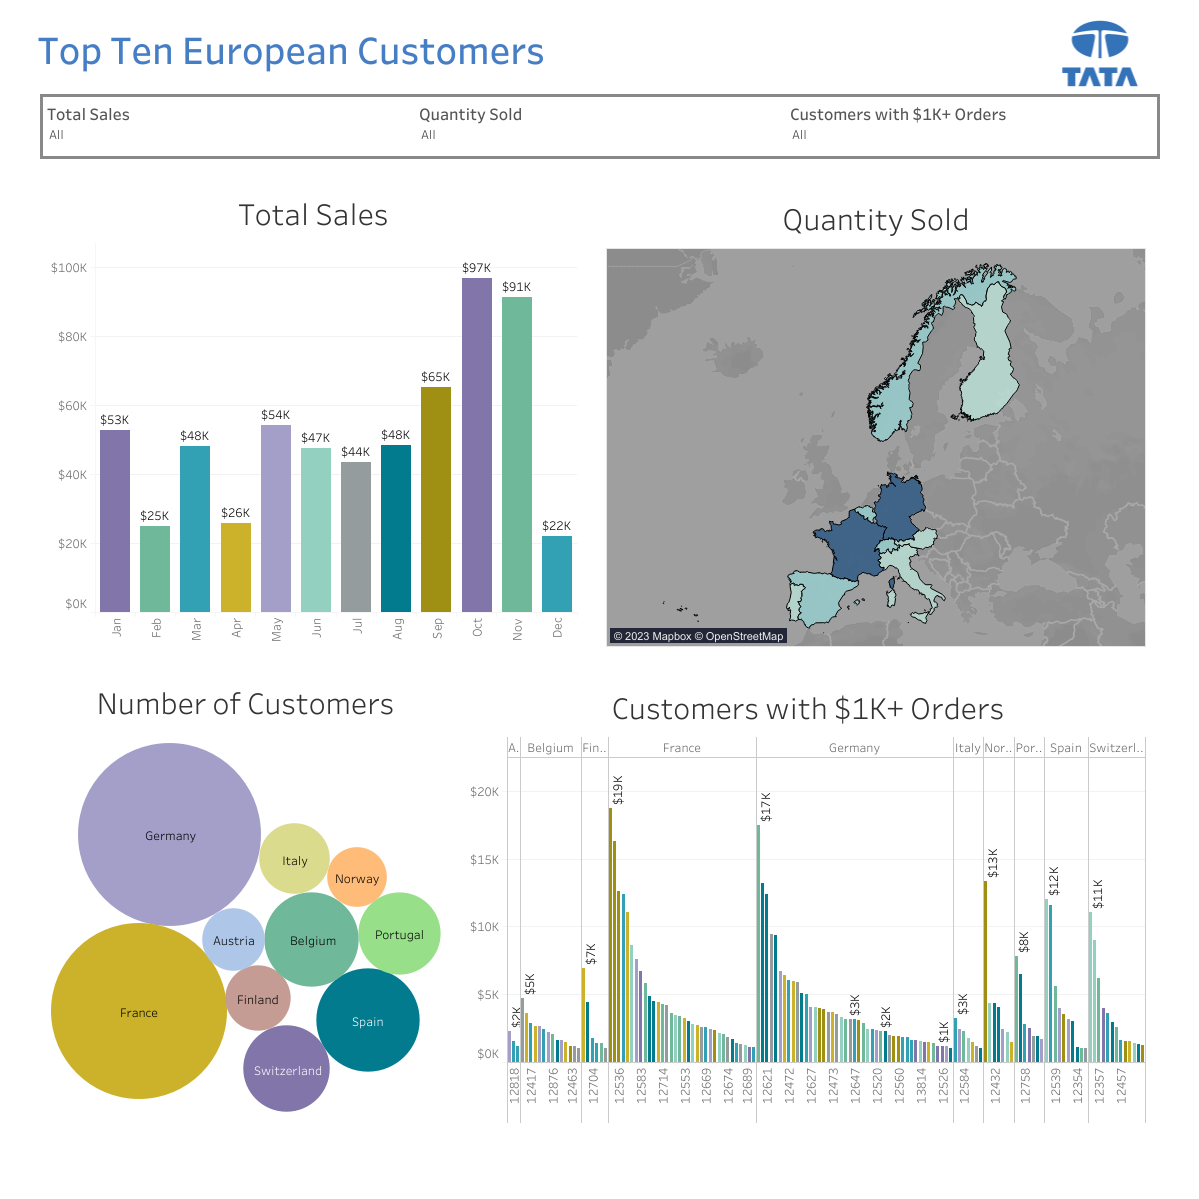 Top Ten European Customers
TATA
Total Sales
All
Quantity Sold
All
Customers with $1K+ Orders
All
Total Sales
$100K
$80K
$60K
$40K
$20K
$0K
$53K
$25K
$48K
$26K
$54K
$47K
$44K
$48K
$65K
$97K
$91K
$22K
Jan
Feb
Mar
Apr
May
Jun
Jul
Aug
Sep
Oct
Nov
Dec
Quantity Sold
© 2023 Mapbox © OpenStreetMap
Number of Customers
Germany
Italy
Norway
Austria
Belgium
Portugal
Finland
France
Spain
Switzerland
Customers with $1K+ Orders
A.
Belgium
Fin..
France
Germany
Italy
Nor..
Por..
Spain
Switzerl..
$20K
$15K
$10K
$5K
$0K
$2K
$5K
$7K
$19K
$17K
$3K
$2K
$1K
$3K
$13K
$8K
$12K
$11K
12818
12417
12876
12463
12704
12536
12583
12714
12553
12669
12674
12689
12621
12472
12627
12473
12647
12520
12560
13814
12526
12584
12432
12758
12539
12354
12357
12457